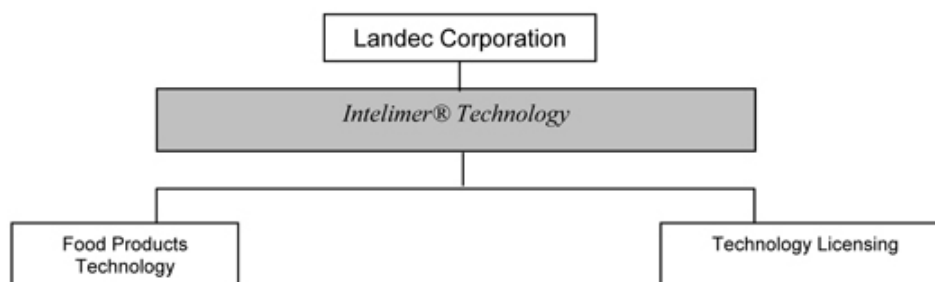 Landec Corporation
Intelimer® Technology
Food Products
Technology
Technology Licensing